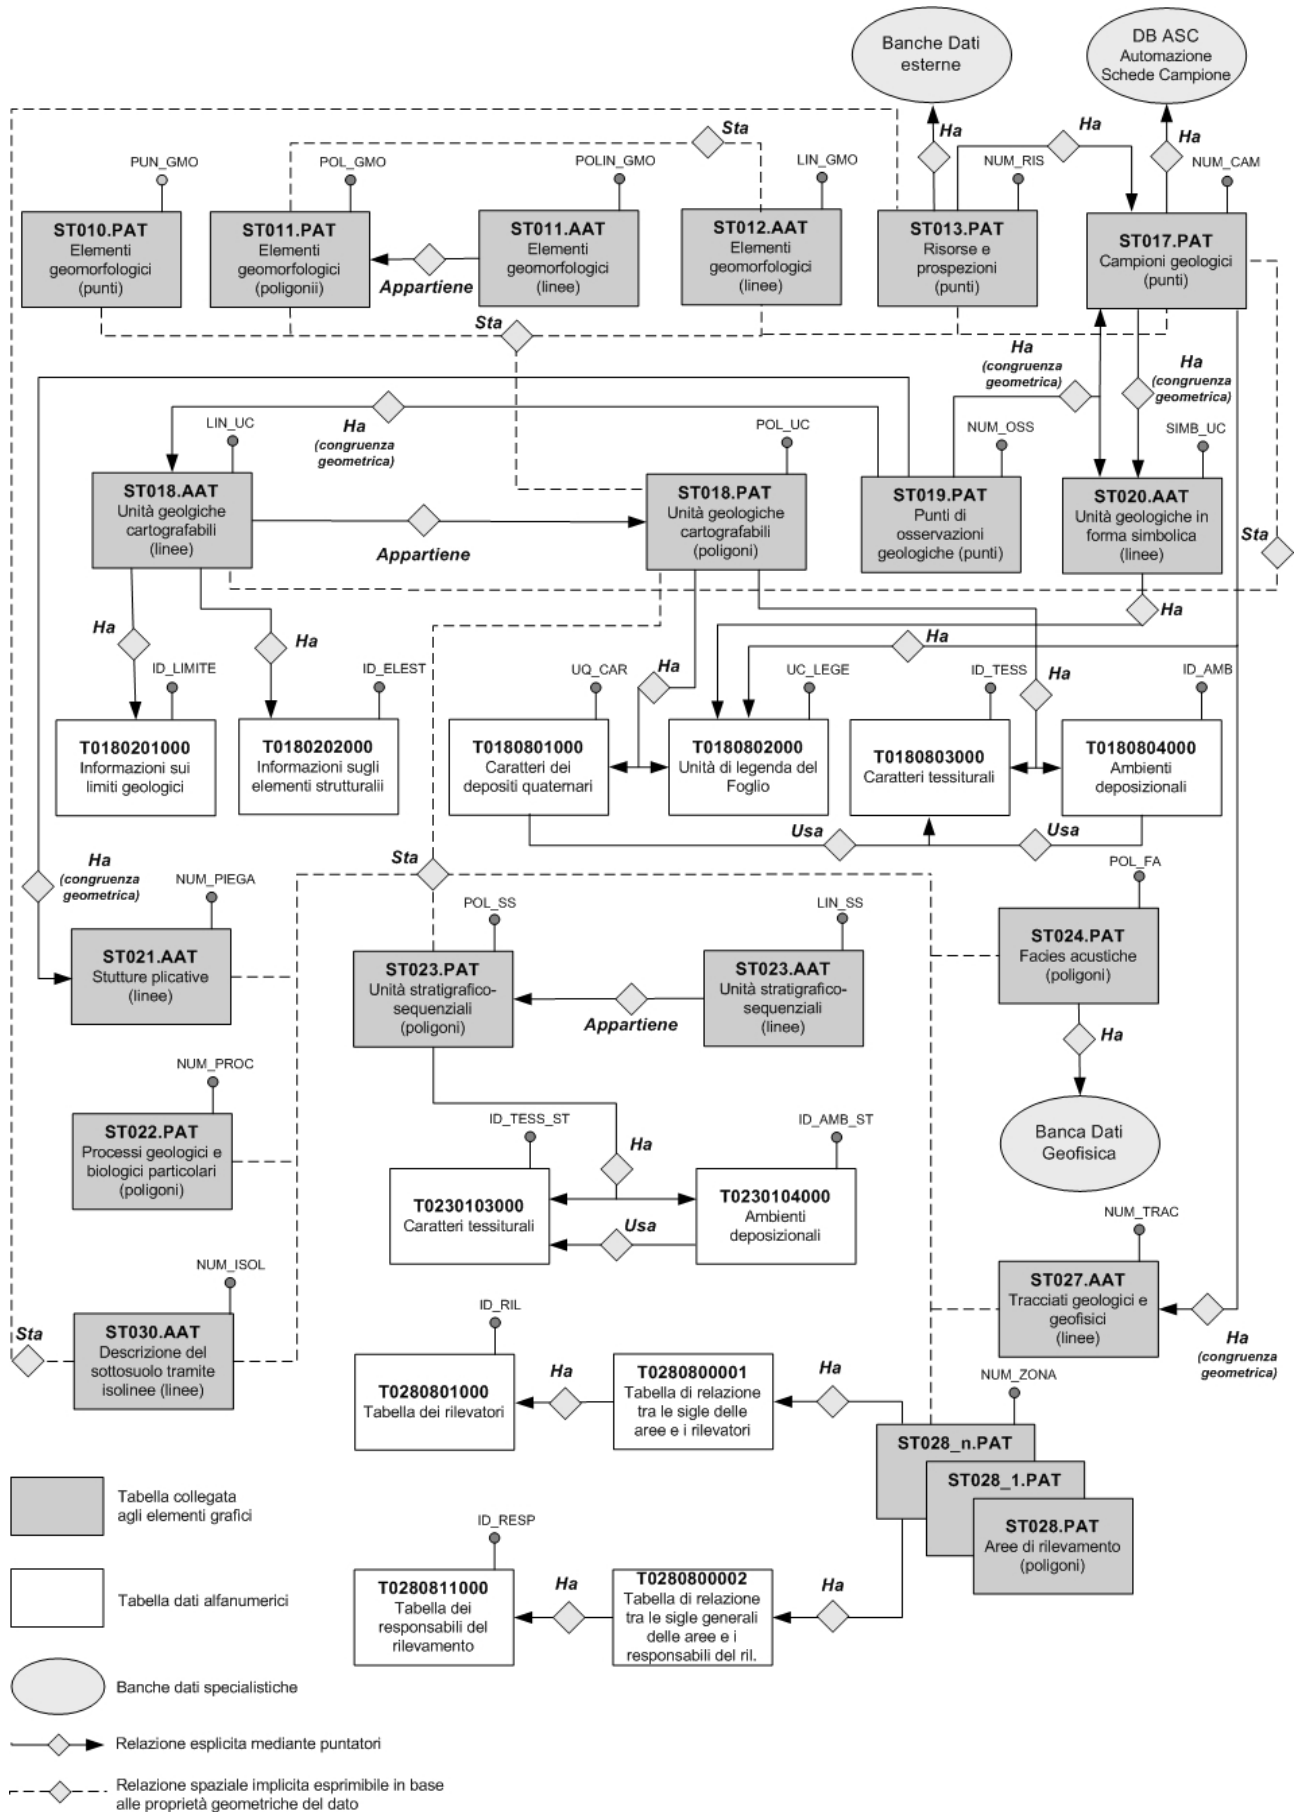 Banche Dati
esterne
DB ASC
Automazione
Schede Campione
Ha
Ha
Ha
Sta
PUN_GMO
POL_GMO
POLIN_GMO
LIN_GMO
NUM_RIS
NUM_CAM
ST010.PAT
Elementi
geomorfologici
(punti)
ST011.PAT
Elementi
geomorfologici
(poligonii)
Appartiene
ST011.AAT
Elementi
geomorfologici
(linee)
ST012.AAT
Elementi
geomorfologici
(linee)
ST013.PAT
Risorse e
prospezioni
(punti)
ST017.PAT
Campioni geologici
(punti)
Sta
Ha
(congruenza
geometrica)
Ha
(congruenza
geometrica)
Ha
(congruenza
geometrica)
LIN_UC
POL_UC
NUM_OSS
SIMB_UC
ST018.AAT
Unità geolgiche
cartografabili
(linee)
Appartiene
ST018.PAT
Unità geologiche
cartografabili
(poligoni)
ST019.PAT
Punti di
osservazioni
geologiche (punti)
ST020.AAT
Unità geologiche in
forma simbolica
(linee)
Sta
Ha
Ha
Ha
Ha
Ha
Ha
ID_LIMITE
ID_ELEST
UQ_CAR
UC_LEGE
ID_TESS
ID_AMB
T0180201000
Informazioni sui
limiti geologici
T0180202000
Informazioni sugli
elementi strutturalii
T0180801000
Caratteri dei
depositi quaternari
T0180802000
Unità di legenda del
Foglio
T0180803000
Caratteri tessiturali
T0180804000
Ambienti
deposizionali
Usa
Usa
Sta
Ha
(congruenza
geometrica)
NUM_PIEGA
POL_SS
LIN_SS
POL_FA
ST021.AAT
Stutture plicative
(linee)
ST023.PAT
Unità stratigrafico-
sequenziali
(poligoni)
Appartiene
ST023.AAT
Unità stratigrafico-
sequenziali
(linee)
ST024.PAT
Facies acustiche
(poligoni)
Ha
NUM_PROC
ST022.PAT
Processi geologici e
biologici particolari
(poligoni)
ID_TESS_ST
Ha
ID_AMB_ST
Banca Dati
Geofisica
T0230103000
Caratteri tessiturali
Usa
T0230104000
Ambienti
deposizionali
NUM_TRAC
ST027.AAT
Tracciati geologici e
geofisici
(linee)
Ha
(congruenza
geometrica)
NUM_ISOL
Sta
ST030.AAT
Descrizione del
sottosuolo tramite
isolinee (linee)
ID_RIL
T0280801000
Tabella dei rilevatori
Ha
T0280800001
Tabella di relazione
tra le sigle delle
aree e i rilevatori
Ha
NUM_ZONA
ST028_n.PAT
ST028_1.PAT
ST028.PAT
Aree di rilevamento
(poligoni)
ID_RESP
T0280811000
Tabella dei
responsabili del
rilevamento
Ha
T0280800002
Tabella di relazione
tra le sigle generali
delle aree e i
responsabili del ril.
Ha
Tabella collegata
agli elementi grafici
Tabella dati alfanumerici
Banche dati specialistiche
Relazione esplicita mediante puntatori
Relazione spaziale implicita esprimibile in base
alle proprietà geometriche del dato